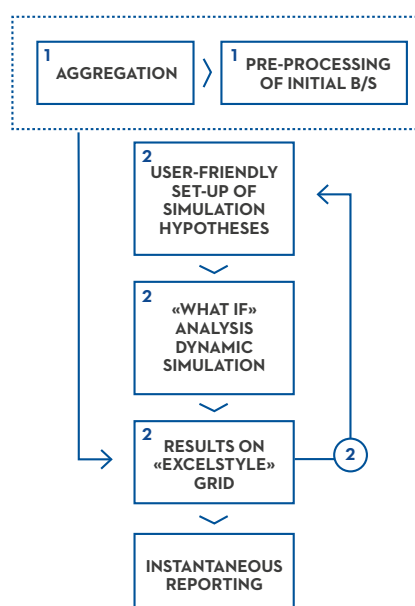 1
AGGREGATION
1
PRE-PROCESSING
OF INITIAL B/S
2
USER-FRIENDLY
SET-UP OF
SIMULATION
HYPOTHESES
2
«WHAT IF»
ANALYSIS
DYNAMIC
SIMULATION
2
RESULTS ON
«EXCELSTYLE»
GRID
2
INSTANTANEOUS
REPORTING